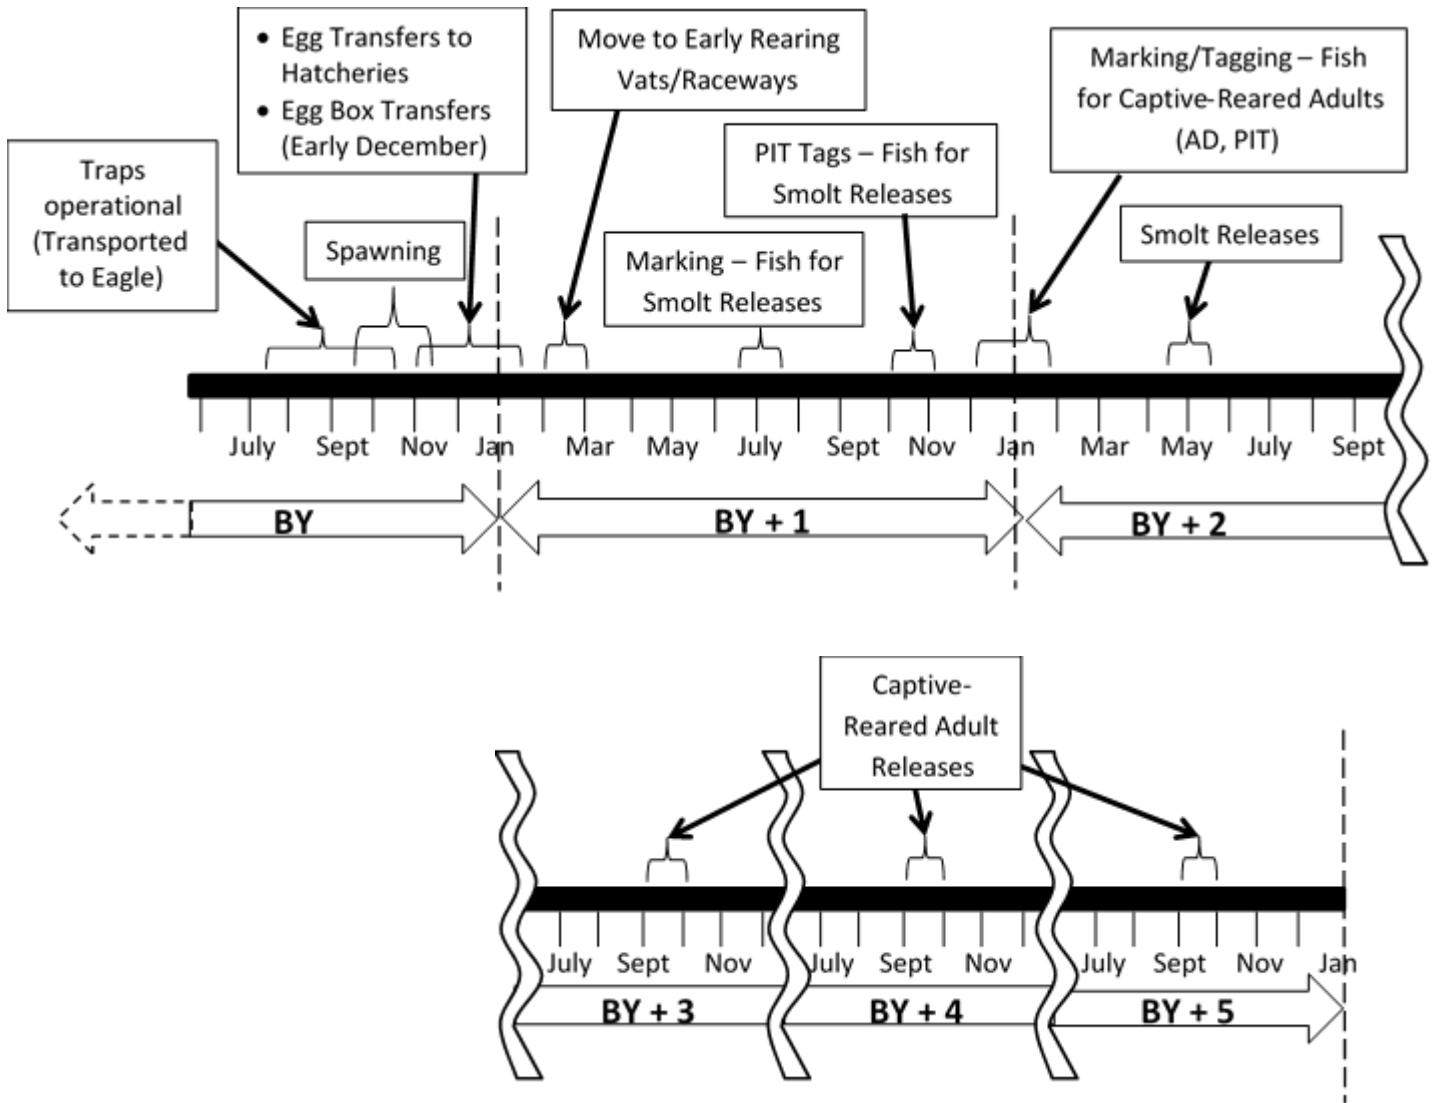 • Egg Transfers to
Hatcheries
• Egg Box Transfers
(Early December)
Move to Early Rearing
Vats/Raceways
Marking/Tagging – Fish
for Captive-Reared Adults
(AD, PIT)
Traps
operational
(Transported
to Eagle)
Spawning
PIT Tags – Fish for
Smolt Releases
Marking – Fish for
Smolt Releases
Smolt Releases
July Sept Nov Jan Mar May July Sept Nov Jan Mar May July Sept
BY BY + 1 BY + 2
Captive-
Reared Adult
Releases
July Sept Nov July Sept Nov July Sept Nov Jan
BY + 3 BY + 4 BY + 5